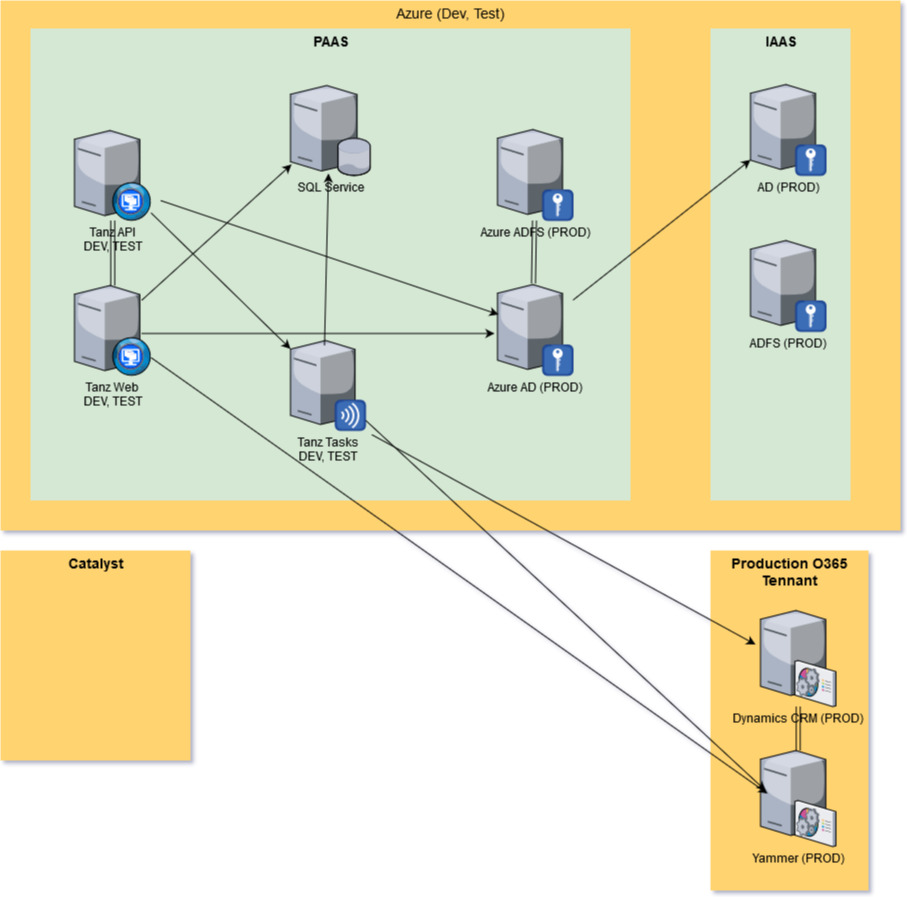 Azure (Dev, Test)
PAAS
IAAS
SQL Service
AD (PROD)
Tanz API
DEV, TEST
Azure ADFS (PROD)
ADFS (PROD)
Tanz Web
DEV, TEST
Azure AD (PROD)
Tanz Tasks
DEV, TEST
Catalyst
Production O365
Tennant
Dynamics CRM (PROD)
Yammer (PROD)